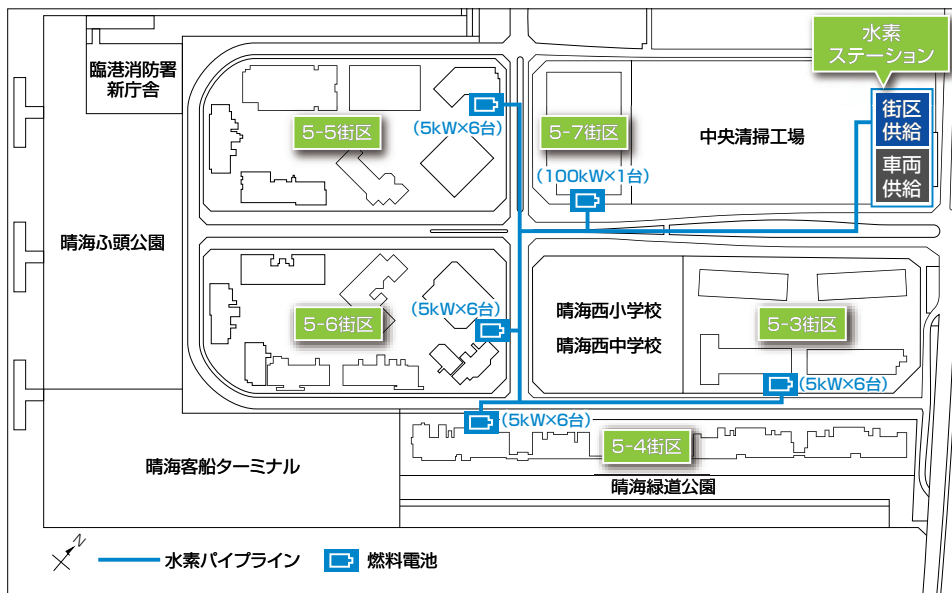 水素
ステーション
臨港消防署
新庁舎
街区
供給
(5kW×6台)
5-5街区
5-7街区
中央清掃工場
車両
供給
(100kW×1台)
晴海ふ頭公園
(5kW×6台)
5-6街区
晴海西小学校
晴海西中学校
5-3街区
(5kW×6台)
(5kW×6台)
5-4街区
晴海客船ターミナル
晴海緑道公園
N
水素パイプライン
燃料電池